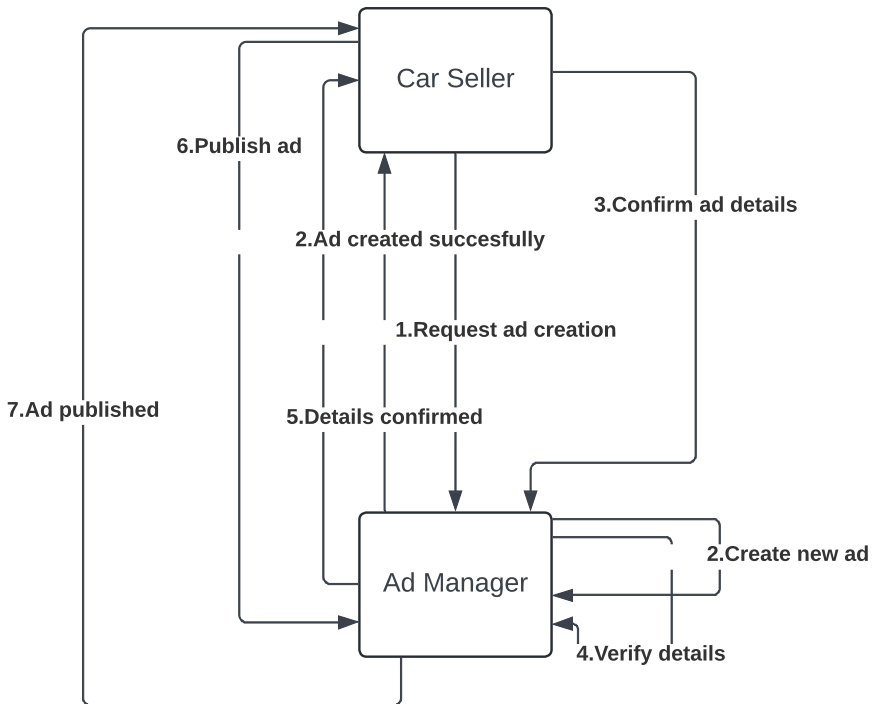 Car Seller
6.Publish ad
3.Confirm ad details
2.Ad created succesfully
1.Request ad creation
7.Ad published
5.Details confirmed
2.Create new ad
Ad Manager
4.Verify details